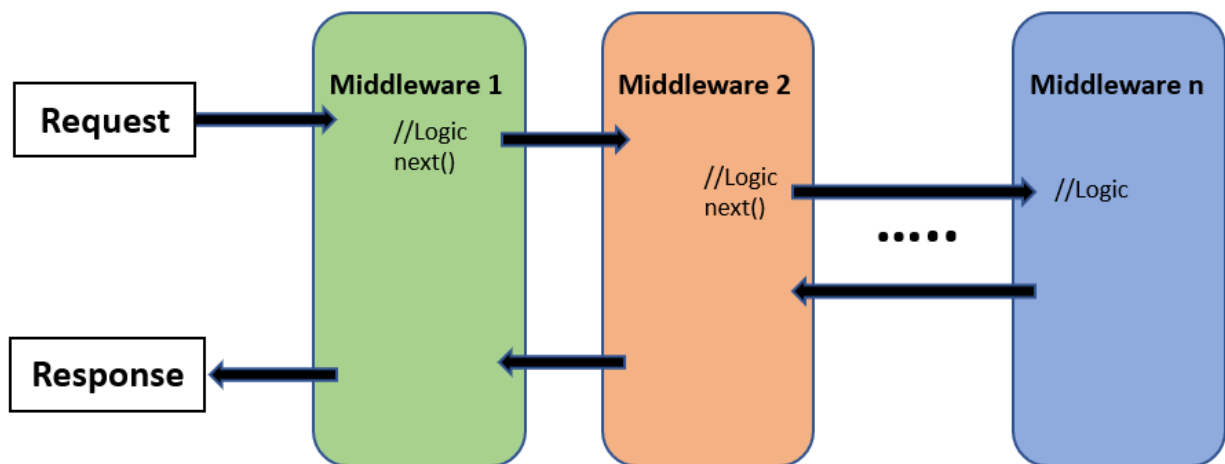 Middleware 1
Middleware 2
Middleware n
Request
//Logic
next()
//Logic
next()
//Logic
.....
Response